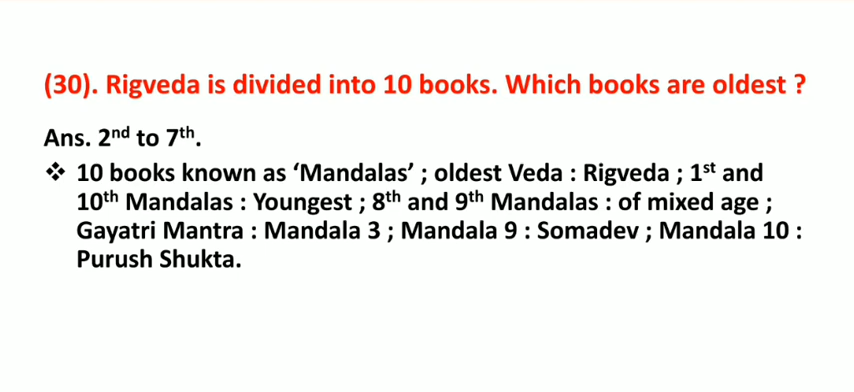 (30). Rigveda is divided into 10 books. Which books are oldest ?
Ans. 2nd to 7th.
❖ 10 books known as ‘Mandalas’ ; oldest Veda : Rigveda ; 1st and
10th Mandalas : Youngest ; 8th and 9th Mandalas : of mixed age ;
Gayatri Mantra : Mandala 3 ; Mandala 9 : Somadev ; Mandala 10 :
Purush Shukta.